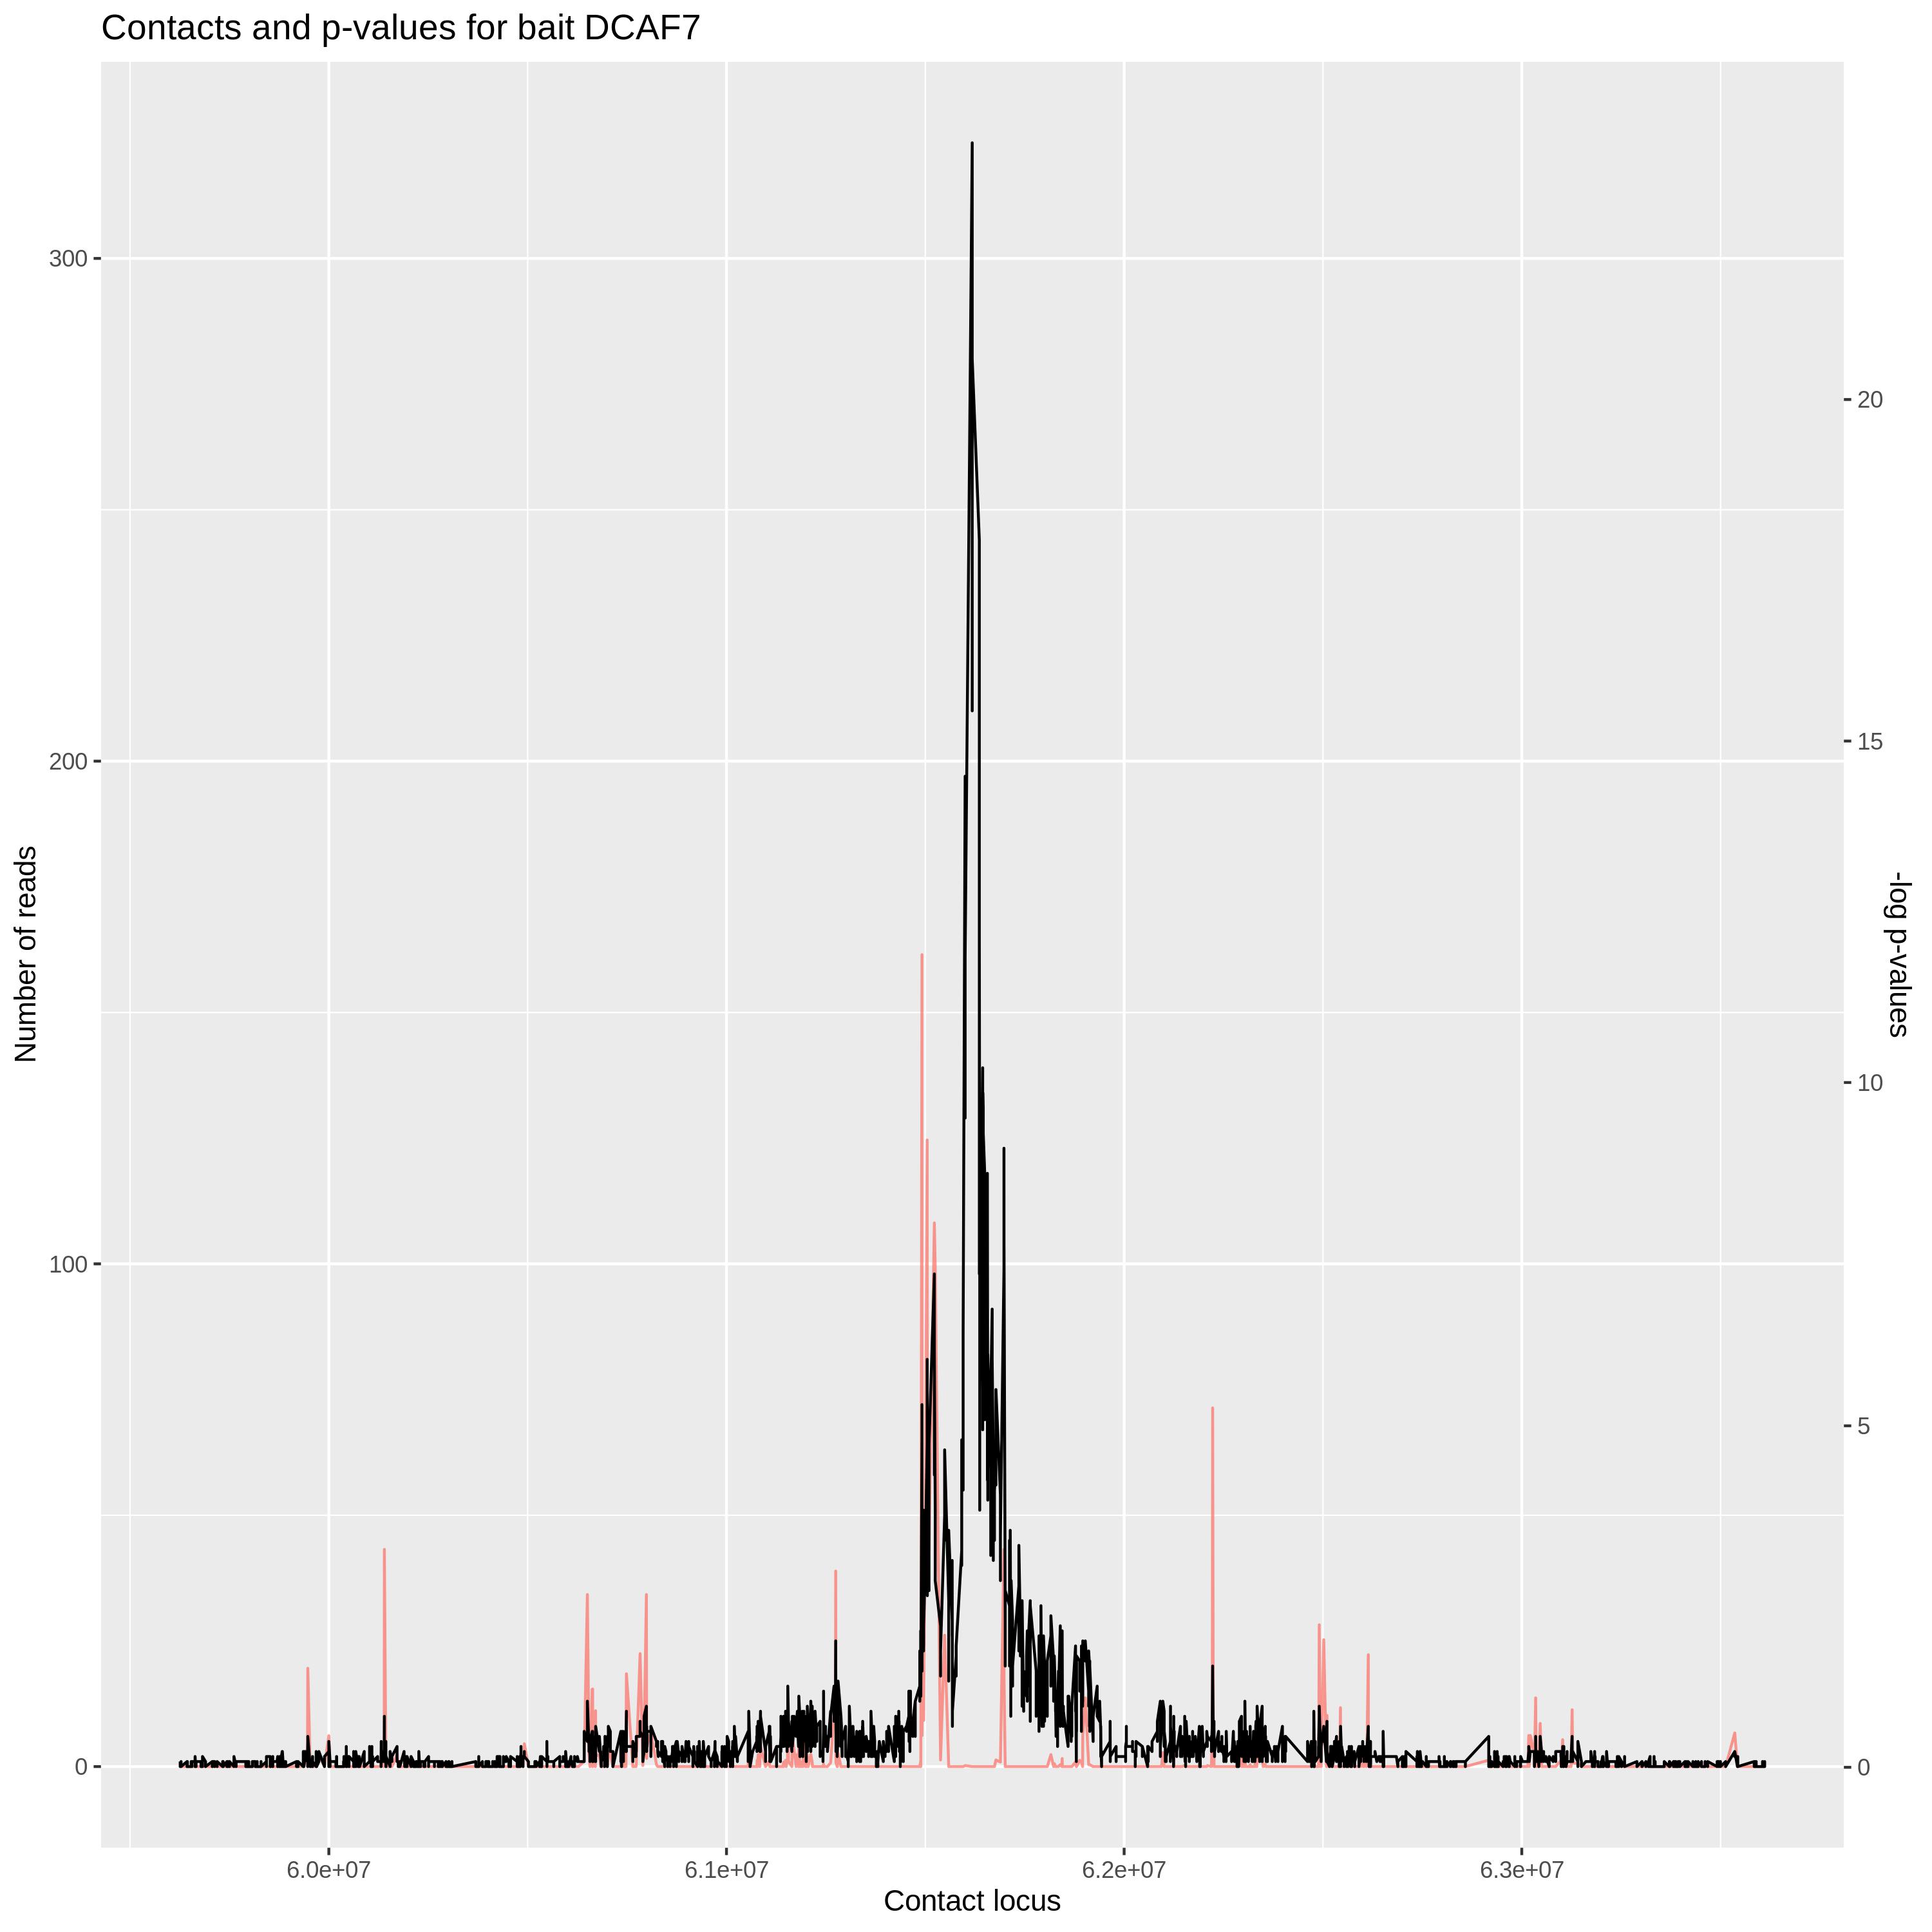 Contacts and p-values for bait DCAF7
Number of reads
300
200
100
0
20
15
10
5
0
-log p-values
6.0e+07
6.1e+07
6.2e+07
6.3e+07
Contact locus